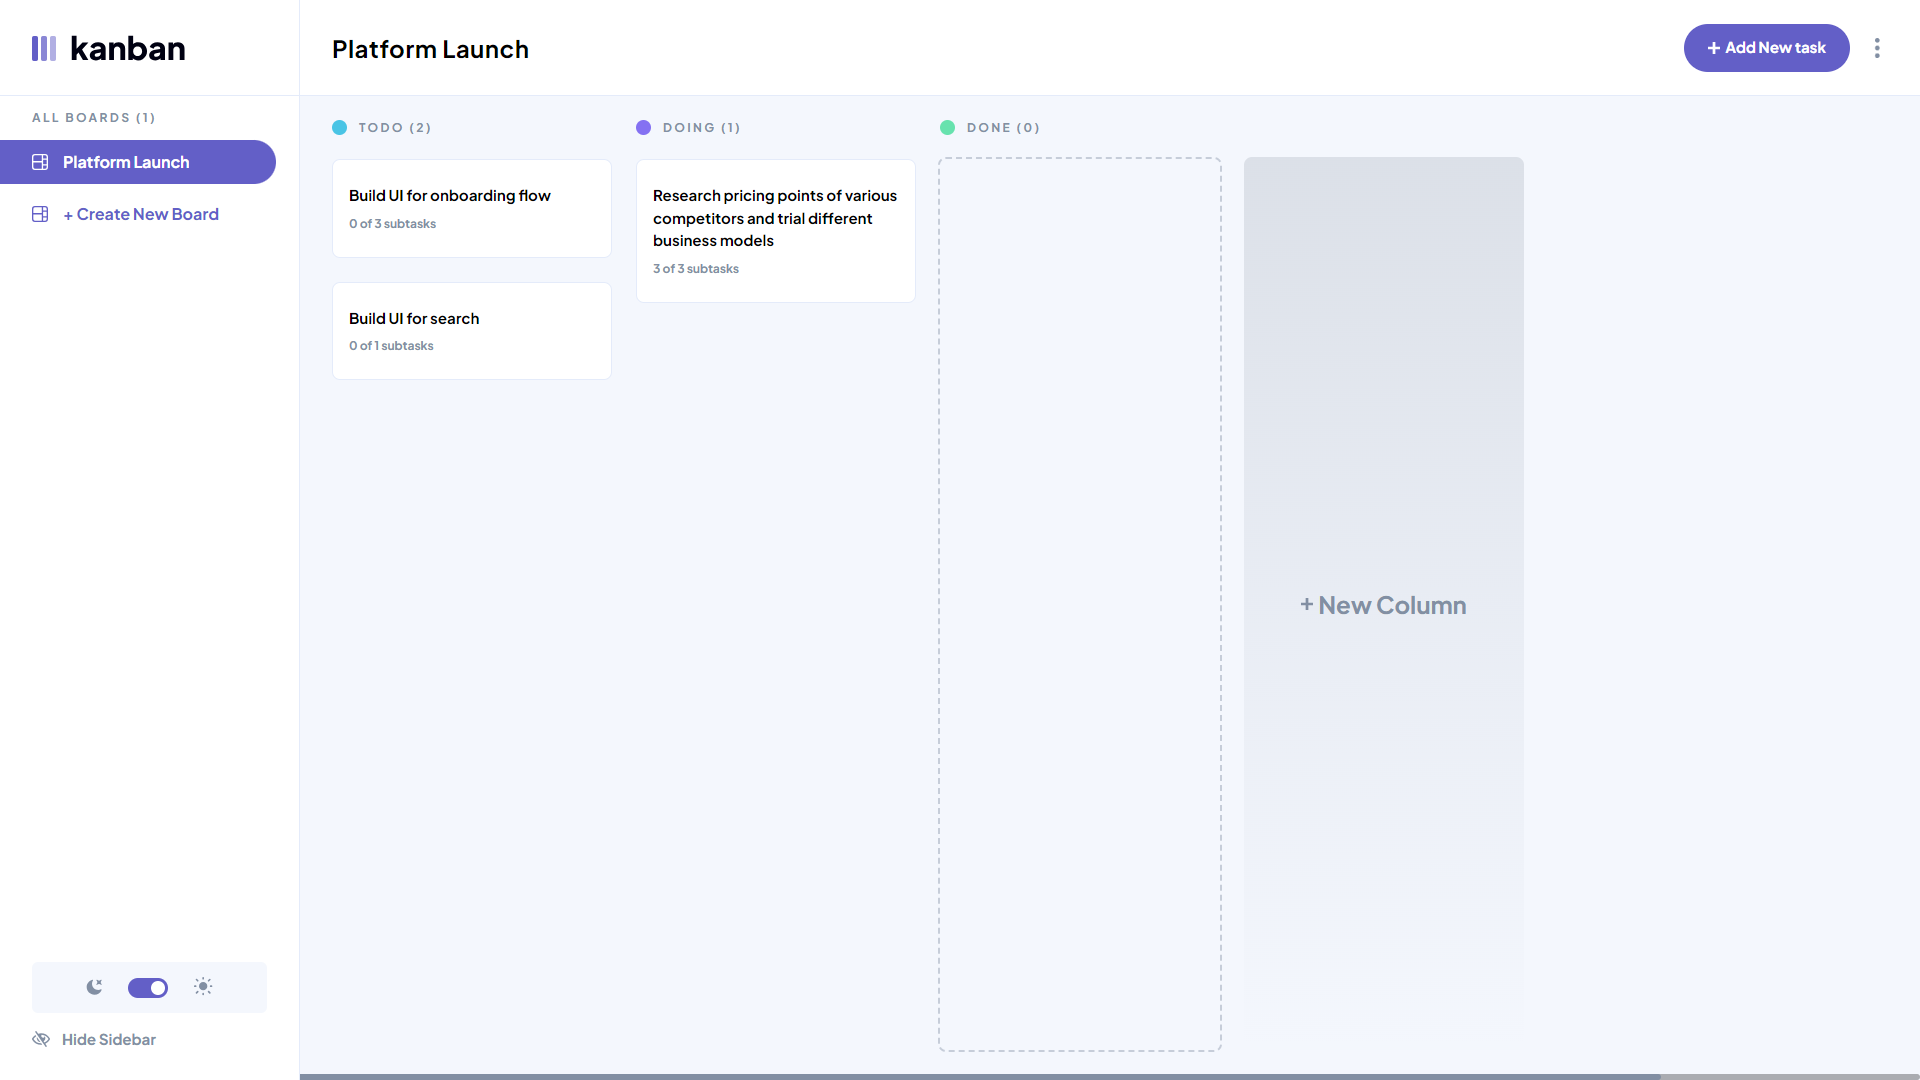 kanban
Platform Launch
+ Add New task
ALL BOARDS (1)
Platform Launch
+ Create New Board
TODO (2)
Build UI for onboarding flow
0 of 3 subtasks
Build UI for search
0 of 1 subtasks
DOING (1)
Research pricing points of various
competitors and trial different
business models
3 of 3 subtasks
DONE (0)
+ New Column
Hide Sidebar